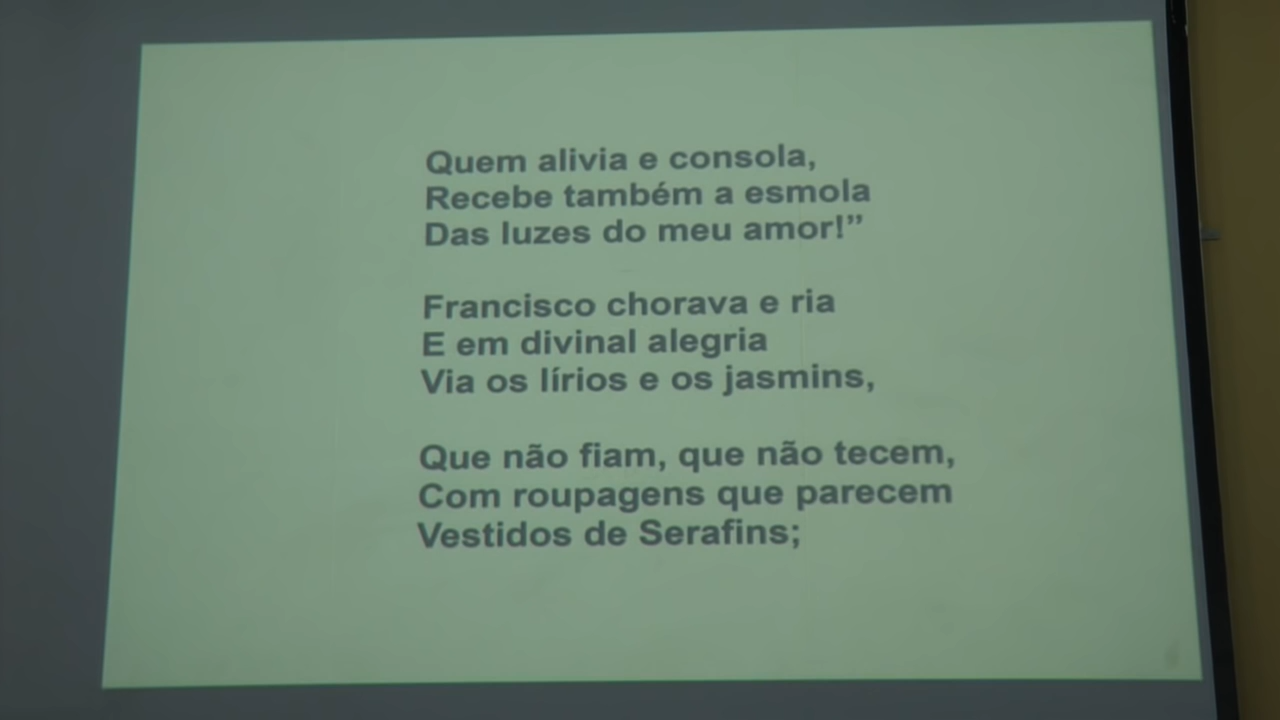 Quem alivia e consola,
Recebe também a esmola
Das luzes do meu amor!”
Francisco chorava e ria
E em divinal alegria
Via os lírios e os jasmins,
Que não fiam, que não tecem,
Com roupagens que parecem
Vestidos de Serafins;